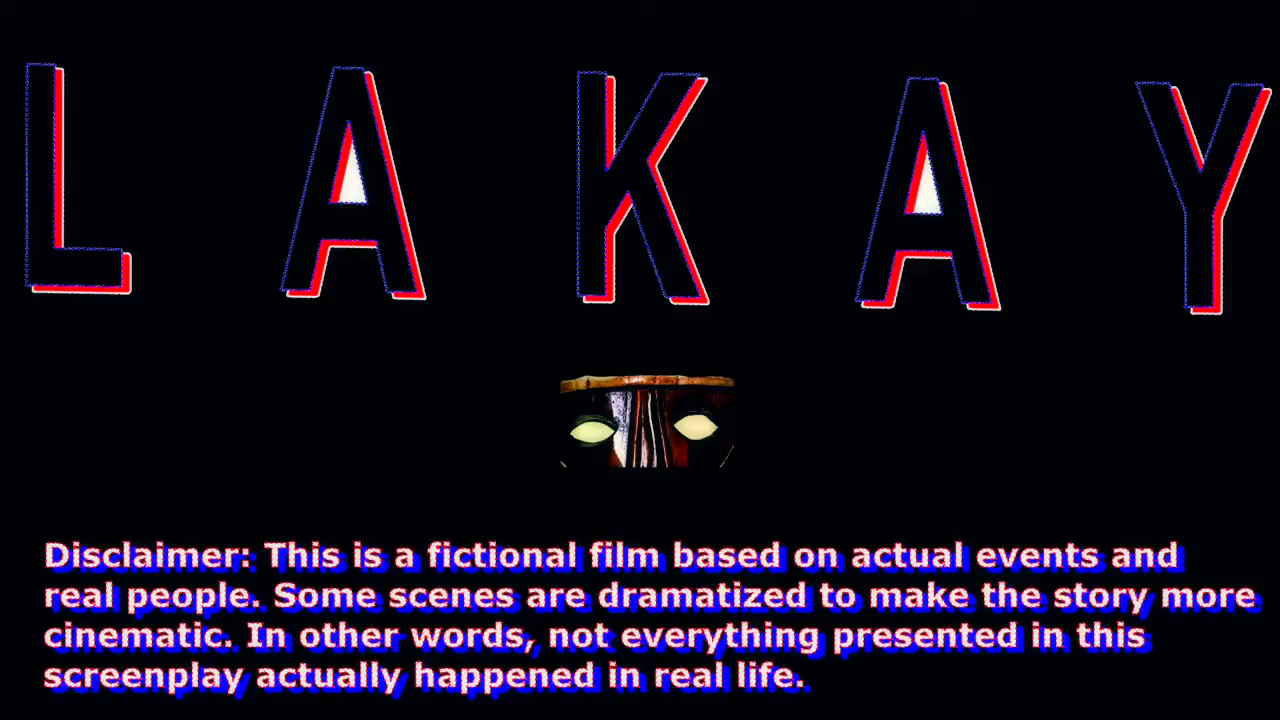 LAKAY
Disclaimer: This is a fictional film based on actual events and
real people. Some scenes are dramatized to make the story more
cinematic. In other words, not everything presented in this
screenplay actually happened in real life.